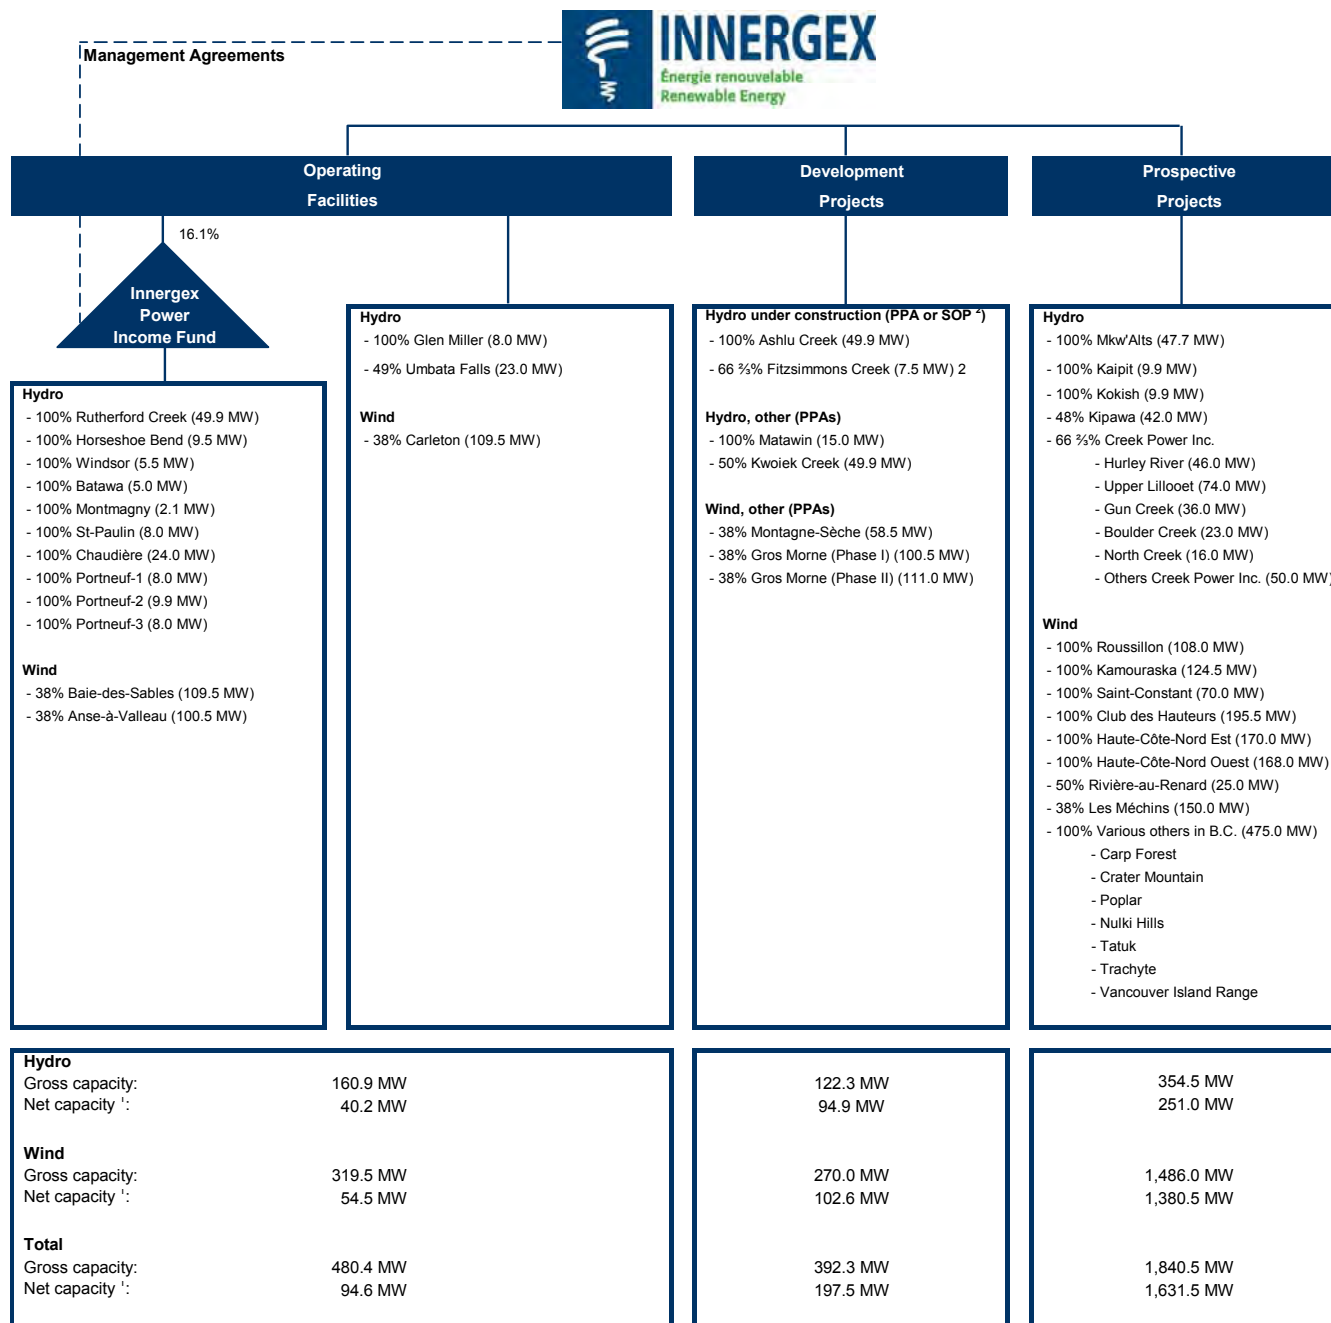 INNERGEX
Énergie renouvelable
Renewable Energy
Management Agreements
Operating
Facilities
Development
Projects
Prospective
Projects
16.1%
Innergex
Power
Income Fund
Hydro
- 100% Rutherford Creek (49.9 MW)
- 100% Horseshoe Bend (9.5 MW)
- 100% Windsor (5.5 MW)
- 100% Batawa (5.0 MW)
- 100% Montmagny (2.1 MW)
- 100% St-Paulin (8.0 MW)
- 100% Chaudière (24.0 MW)
- 100% Portneuf-1 (8.0 MW)
- 100% Portneuf-2 (9.9 MW)
- 100% Portneuf-3 (8.0 MW)
Wind
- 38% Baie-des-Sables (109.5 MW)
- 38% Anse-à-Valleau (100.5 MW)
Hydro
- 100% Glen Miller (8.0 MW)
- 49% Umbata Falls (23.0 MW)
Wind
- 38% Carleton (109.5 MW)
Hydro under construction (PPA or SOP ²)
- 100% Ashlu Creek (49.9 MW)
- 66 ⅔% Fitzsimmons Creek (7.5 MW) 2
Hydro, other (PPAs)
- 100% Matawin (15.0 MW)
- 50% Kwoiek Creek (49.9 MW)
Wind, other (PPAs)
- 38% Montagne-Sèche (58.5 MW)
- 38% Gros Morne (Phase I) (100.5 MW)
- 38% Gros Morne (Phase II) (111.0 MW)
Hydro
- 100% Mkw'Alts (47.7 MW)
- 100% Kaipit (9.9 MW)
- 100% Kokish (9.9 MW)
- 48% Kipawa (42.0 MW)
- 66 ⅔% Creek Power Inc.
- Hurley River (46.0 MW)
- Upper Lillooet (74.0 MW)
- Gun Creek (36.0 MW)
- Boulder Creek (23.0 MW)
- North Creek (16.0 MW)
- Others Creek Power Inc. (50.0 MW)
Wind
- 100% Roussillon (108.0 MW)
- 100% Kamouraska (124.5 MW)
- 100% Saint-Constant (70.0 MW)
- 100% Club des Hauteurs (195.5 MW)
- 100% Haute-Côte-Nord Est (170.0 MW)
- 100% Haute-Côte-Nord Ouest (168.0 MW)
- 50% Rivière-au-Renard (25.0 MW)
- 38% Les Méchins (150.0 MW)
- 100% Various others in B.C. (475.0 MW)
- Carp Forest
- Crater Mountain
- Poplar
- Nulki Hills
- Tatuk
- Trachyte
- Vancouver Island Range
Hydro
Gross capacity: 160.9 MW 122.3 MW 354.5 MW
Net capacity ¹: 40.2 MW 94.9 MW 251.0 MW
Wind
Gross capacity: 319.5 MW 270.0 MW 1,486.0 MW
Net capacity ¹: 54.5 MW 102.6 MW 1,380.5 MW
Total
Gross capacity: 480.4 MW 392.3 MW 1,840.5 MW
Net capacity ¹: 94.6 MW 197.5 MW 1,631.5 MW